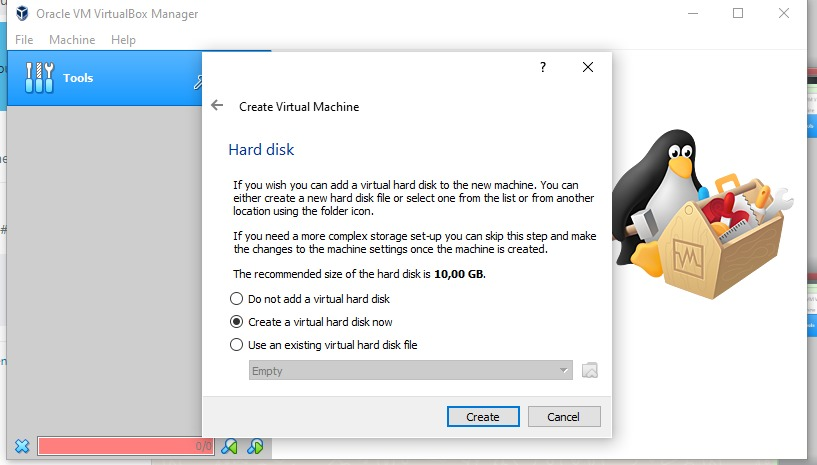 Oracle VM VirtualBox Manager
File Machine Help
Tools
?
Create Virtual Machine
Hard disk
If you wish you can add a virtual hard disk to the new machine. You can
either create a new hard disk file or select one from the list or from another
location using the folder icon.
If you need a more complex storage set-up you can skip this step and make
the changes to the machine settings once the machine is created.
The recommended size of the hard disk is 10,00 GB.
Do not add a virtual hard disk
Create a virtual hard disk now
Use an existing virtual hard disk file
Empty
Create Cancel
0/0